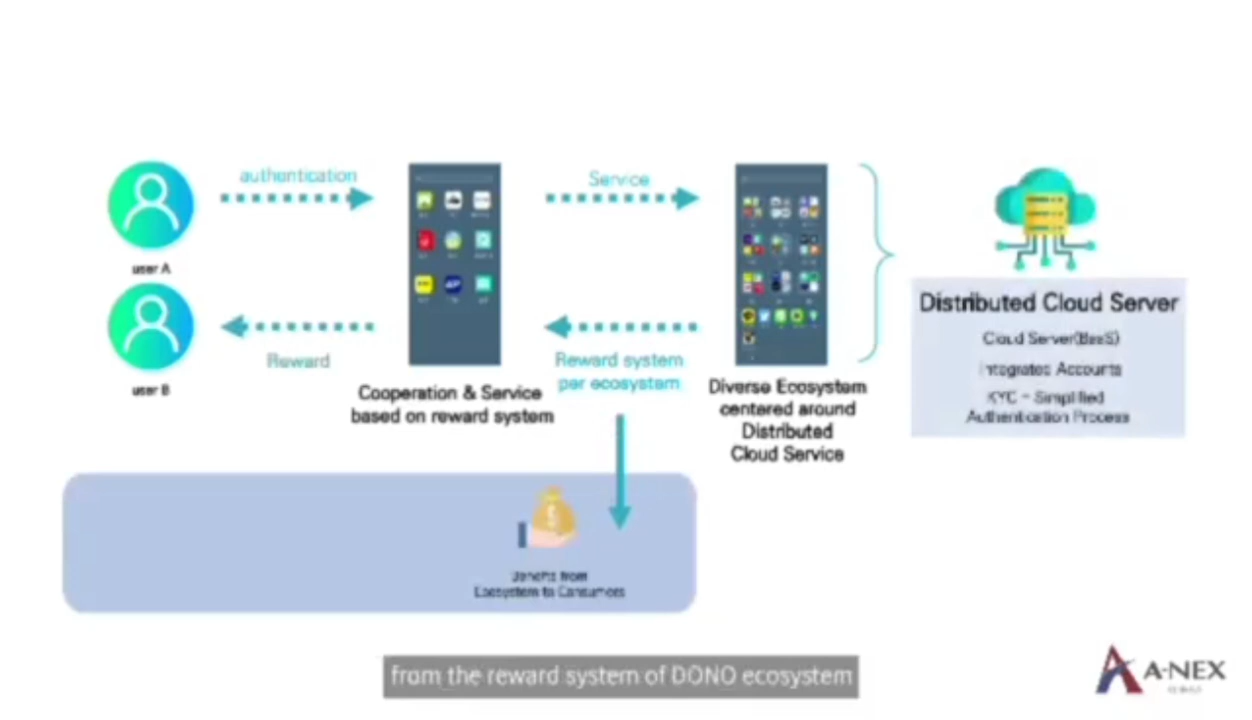 authentication
Service
user A
Reward
Reward system
per ecosystem
user B
Cooperation & Service
based on reward system
Diverse Ecosystem
centered around
Distributed
Cloud Service
Distributed Cloud Server
Cloud Server(BaaS)
Integrates Accounts
KYC - Simplified
Authentication Process
Benefits from
Ecosystem to Consumers
from the reward system of DONO ecosystem
A-NEX